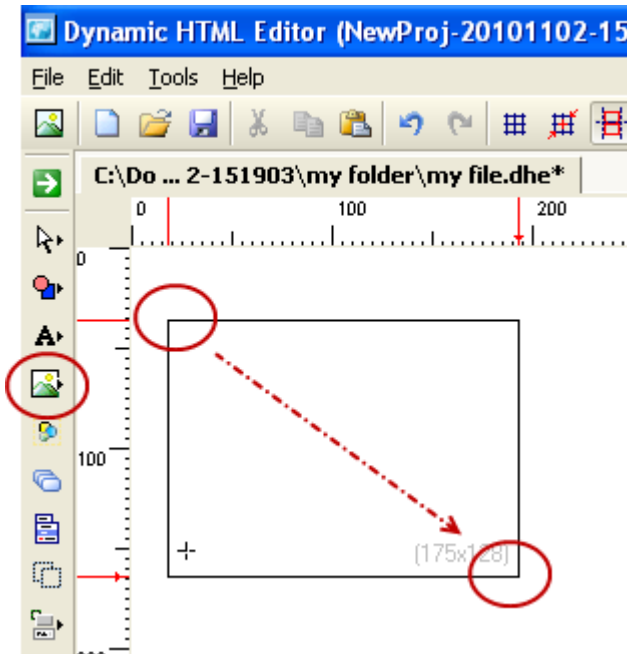 Dynamic HTML Editor (NewProj-20101102-15
File Edit Tools Help
C:\Do ... 2-151903\my folder\my file.dhe*
0 100 200
0
A
100
(175x128)